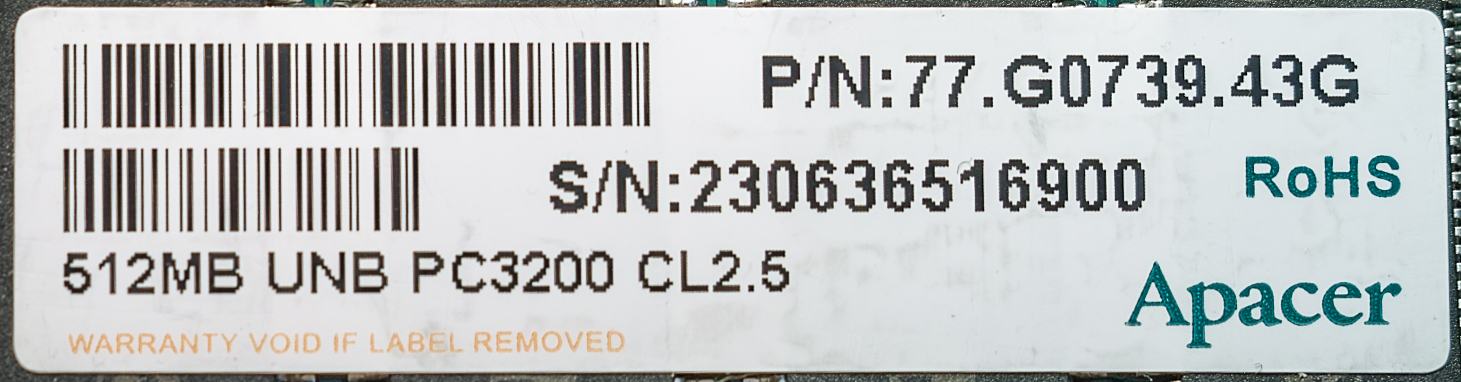 P/N:77.G0739.43G
S/N:230636516900
RoHS
512MB UNB PC3200 CL2.5
Apacer
WARRANTY VOID IF LABEL REMOVED